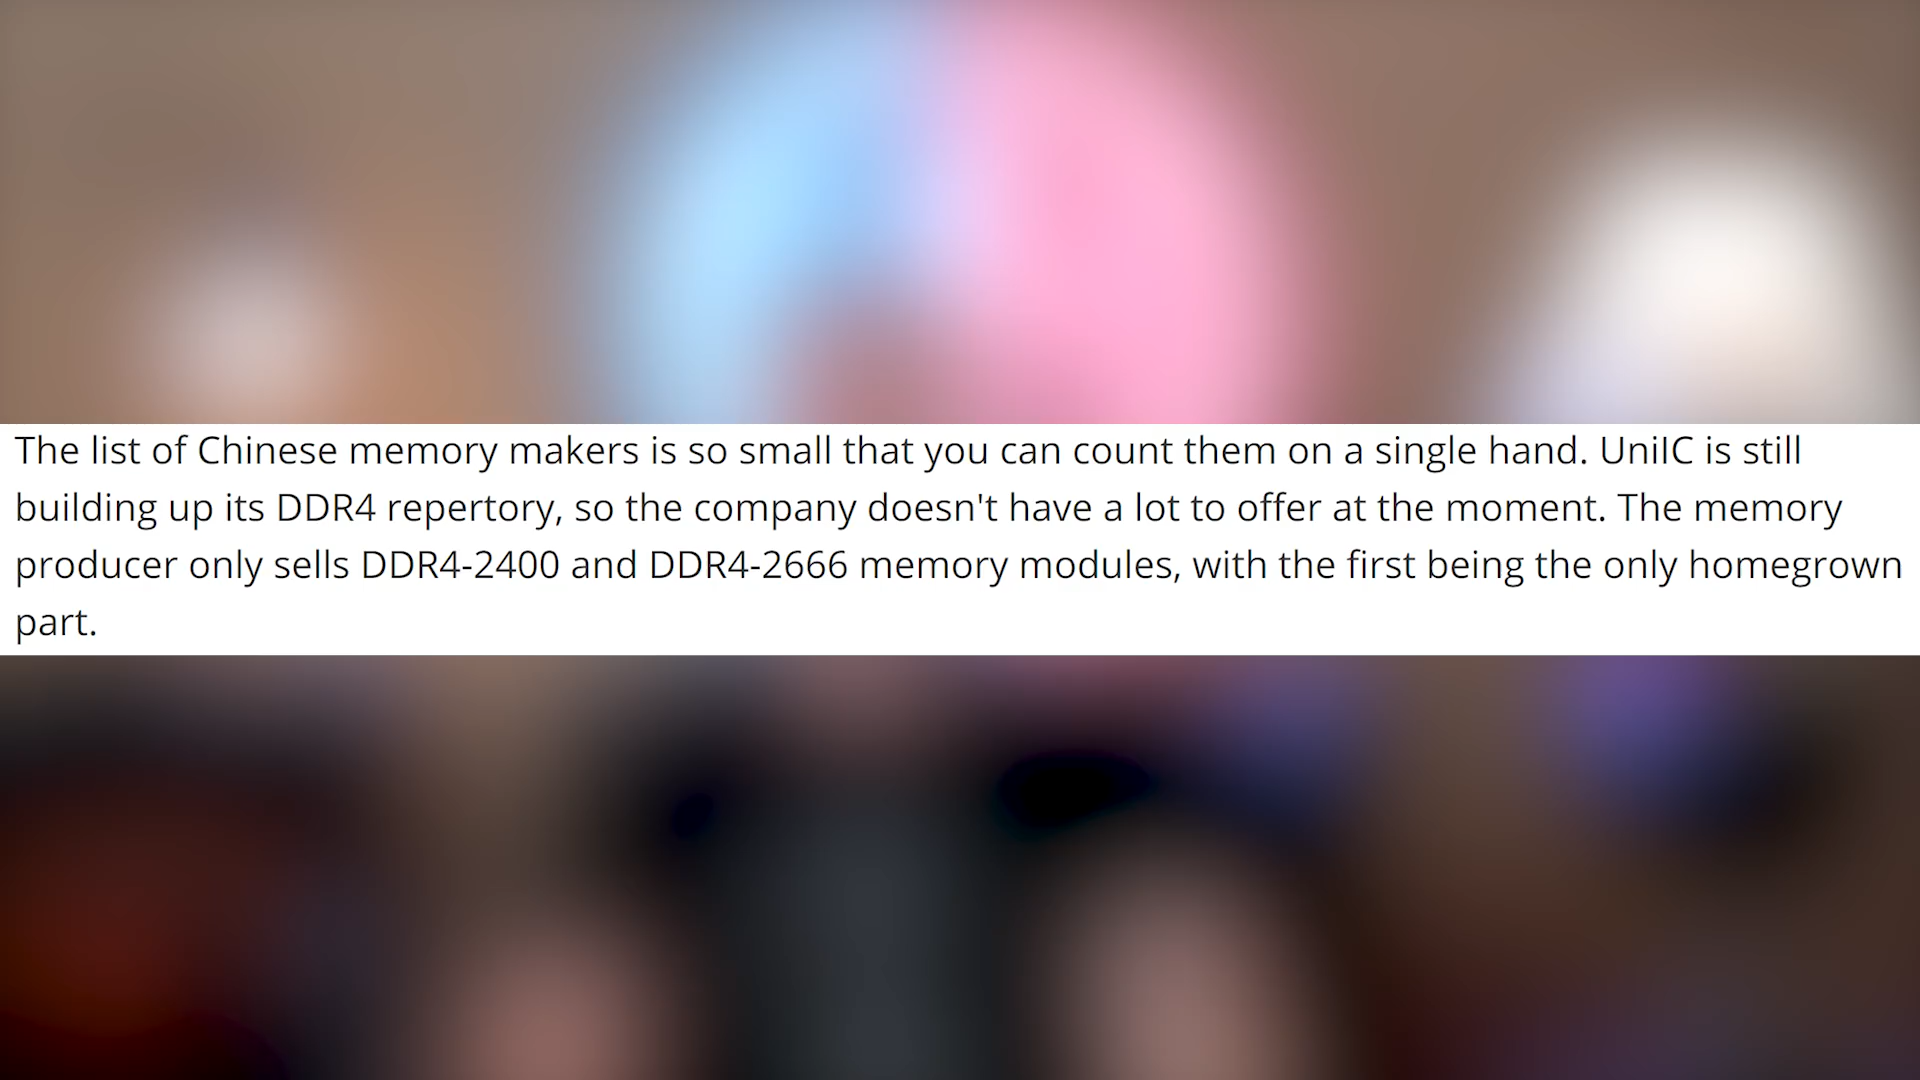 The list of Chinese memory makers is so small that you can count them on a single hand. UniIC is still
building up its DDR4 repertory, so the company doesn't have a lot to offer at the moment. The memory
producer only sells DDR4-2400 and DDR4-2666 memory modules, with the first being the only homegrown
part.